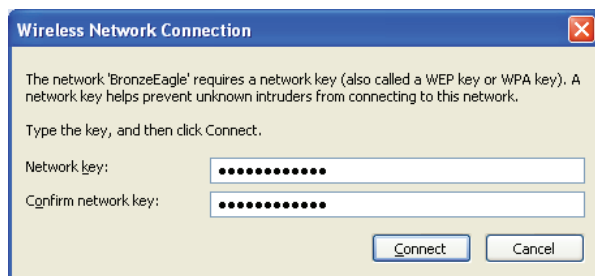 Wireless Network Connection
The network 'BronzeEagle' requires a network key (also called a WEP key or WPA key). A
network key helps prevent unknown intruders from connecting to this network.
Type the key, and then click Connect.
Network key: ••••••••••••
Confirm network key: ••••••••••••
Connect Cancel